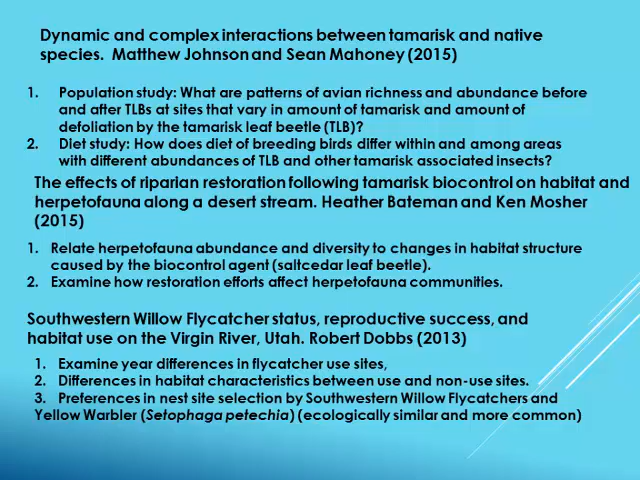 Dynamic and complex interactions between tamarisk and native
species. Matthew Johnson and Sean Mahoney (2015)
1. Population study: What are patterns of avian richness and abundance before
and after TLBs at sites that vary in amount of tamarisk and amount of
defoliation by the tamarisk leaf beetle (TLB)?
2. Diet study: How does diet of breeding birds differ within and among areas
with different abundances of TLB and other tamarisk associated insects?
The effects of riparian restoration following tamarisk biocontrol on habitat and
herpetofauna along a desert stream. Heather Bateman and Ken Mosher
(2015)
1. Relate herpetofauna abundance and diversity to changes in habitat structure
caused by the biocontrol agent (saltcedar leaf beetle).
2. Examine how restoration efforts affect herpetofauna communities.
Southwestern Willow Flycatcher status, reproductive success, and
habitat use on the Virgin River, Utah. Robert Dobbs (2013)
1. Examine year differences in flycatcher use sites,
2. Differences in habitat characteristics between use and non-use sites.
3. Preferences in nest site selection by Southwestern Willow Flycatchers and
Yellow Warbler (Setophaga petechia) (ecologically similar and more common)